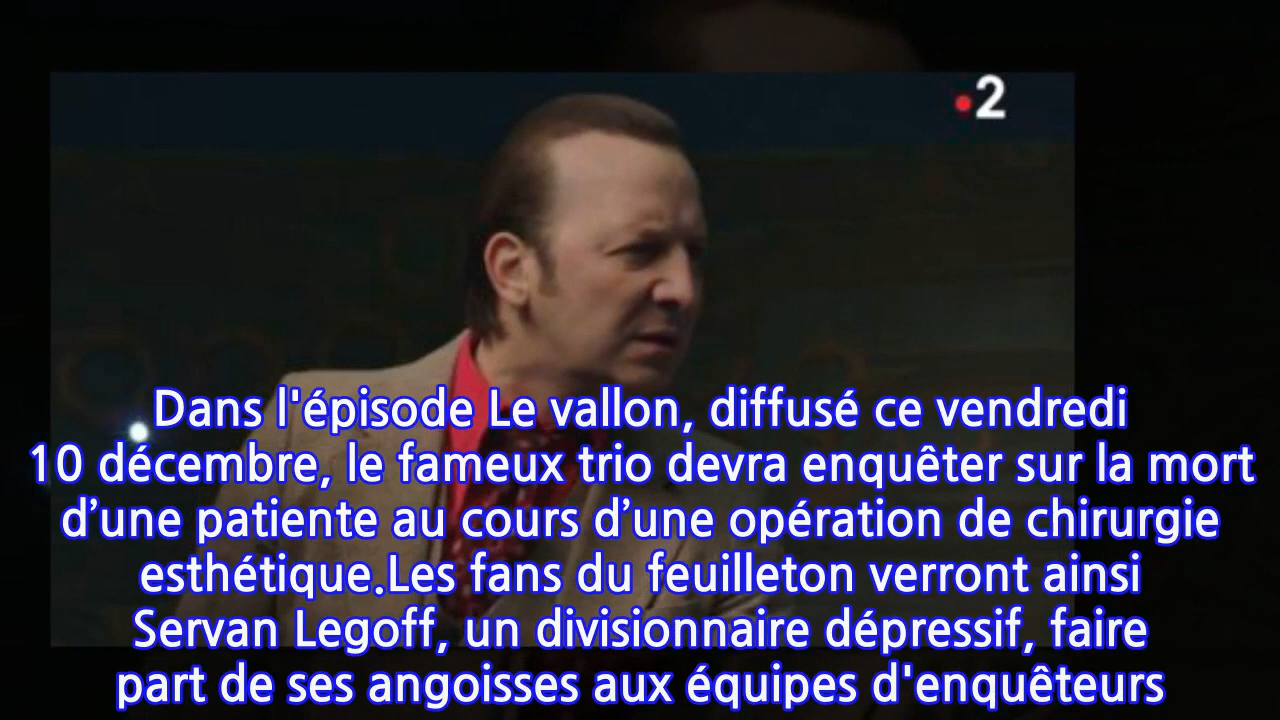 2
Dans l'épisode Le vallon, diffusé ce vendredi
10 décembre, le fameux trio devra enquêter sur la mort
d’une patiente au cours d’une opération de chirurgie
esthétique.Les fans du feuilleton verront ainsi
Servan Legoff, un divisionnaire dépressif, faire
part de ses angoisses aux équipes d'enquêteurs